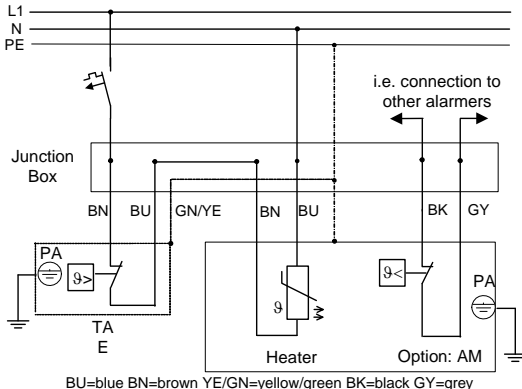 L1
N
PE
i.e. connection to
other alarmers
Junction
Box
BN BU GN/YE BN BU BK GY
PA
ϑ>
TA
E
ϑ
Heater
ϑ<
PA
Option: AM
BU=blue BN=brown YE/GN=yellow/green BK=black GY=grey